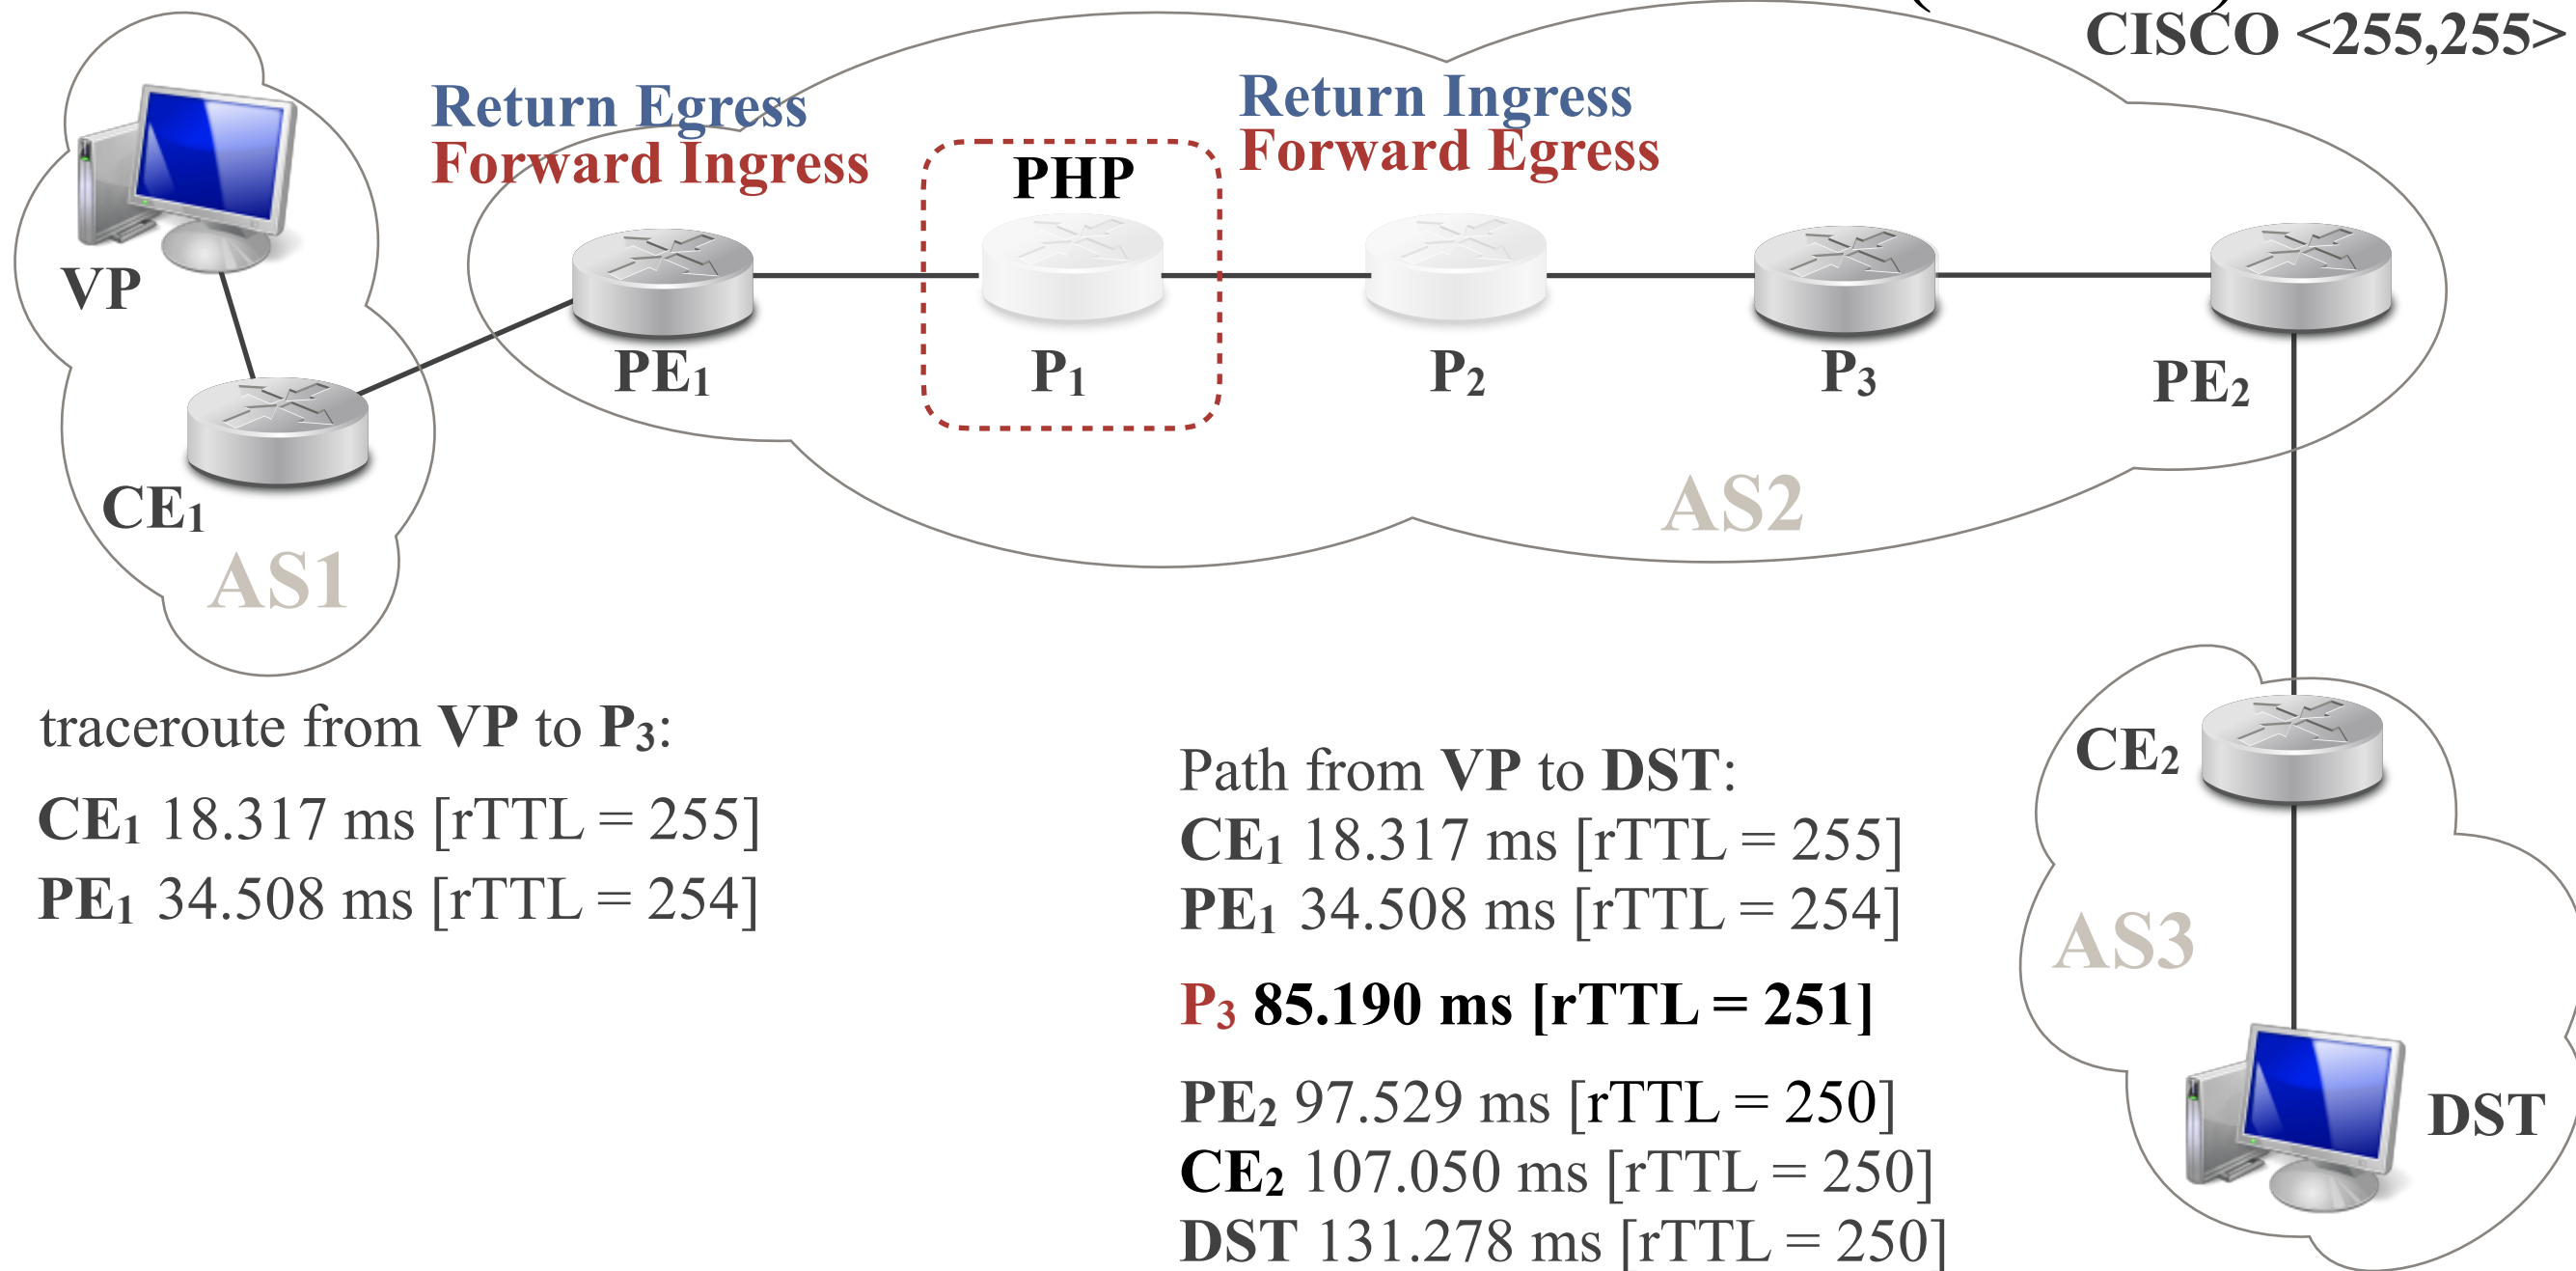 CISCO <255,255>
Return Egress
Forward Ingress
Return Ingress
Forward Egress
PHP
VP
PE1
P1
P2
P3
PE2
CE1
AS1
AS2
traceroute from VP to P3:
CE1 18.317 ms [rTTL = 255]
PE1 34.508 ms [rTTL = 254]
Path from VP to DST:
CE1 18.317 ms [rTTL = 255]
PE1 34.508 ms [rTTL = 254]
P3 85.190 ms [rTTL = 251]
PE2 97.529 ms [rTTL = 250]
CE2 107.050 ms [rTTL = 250]
DST 131.278 ms [rTTL = 250]
CE2
AS3
DST